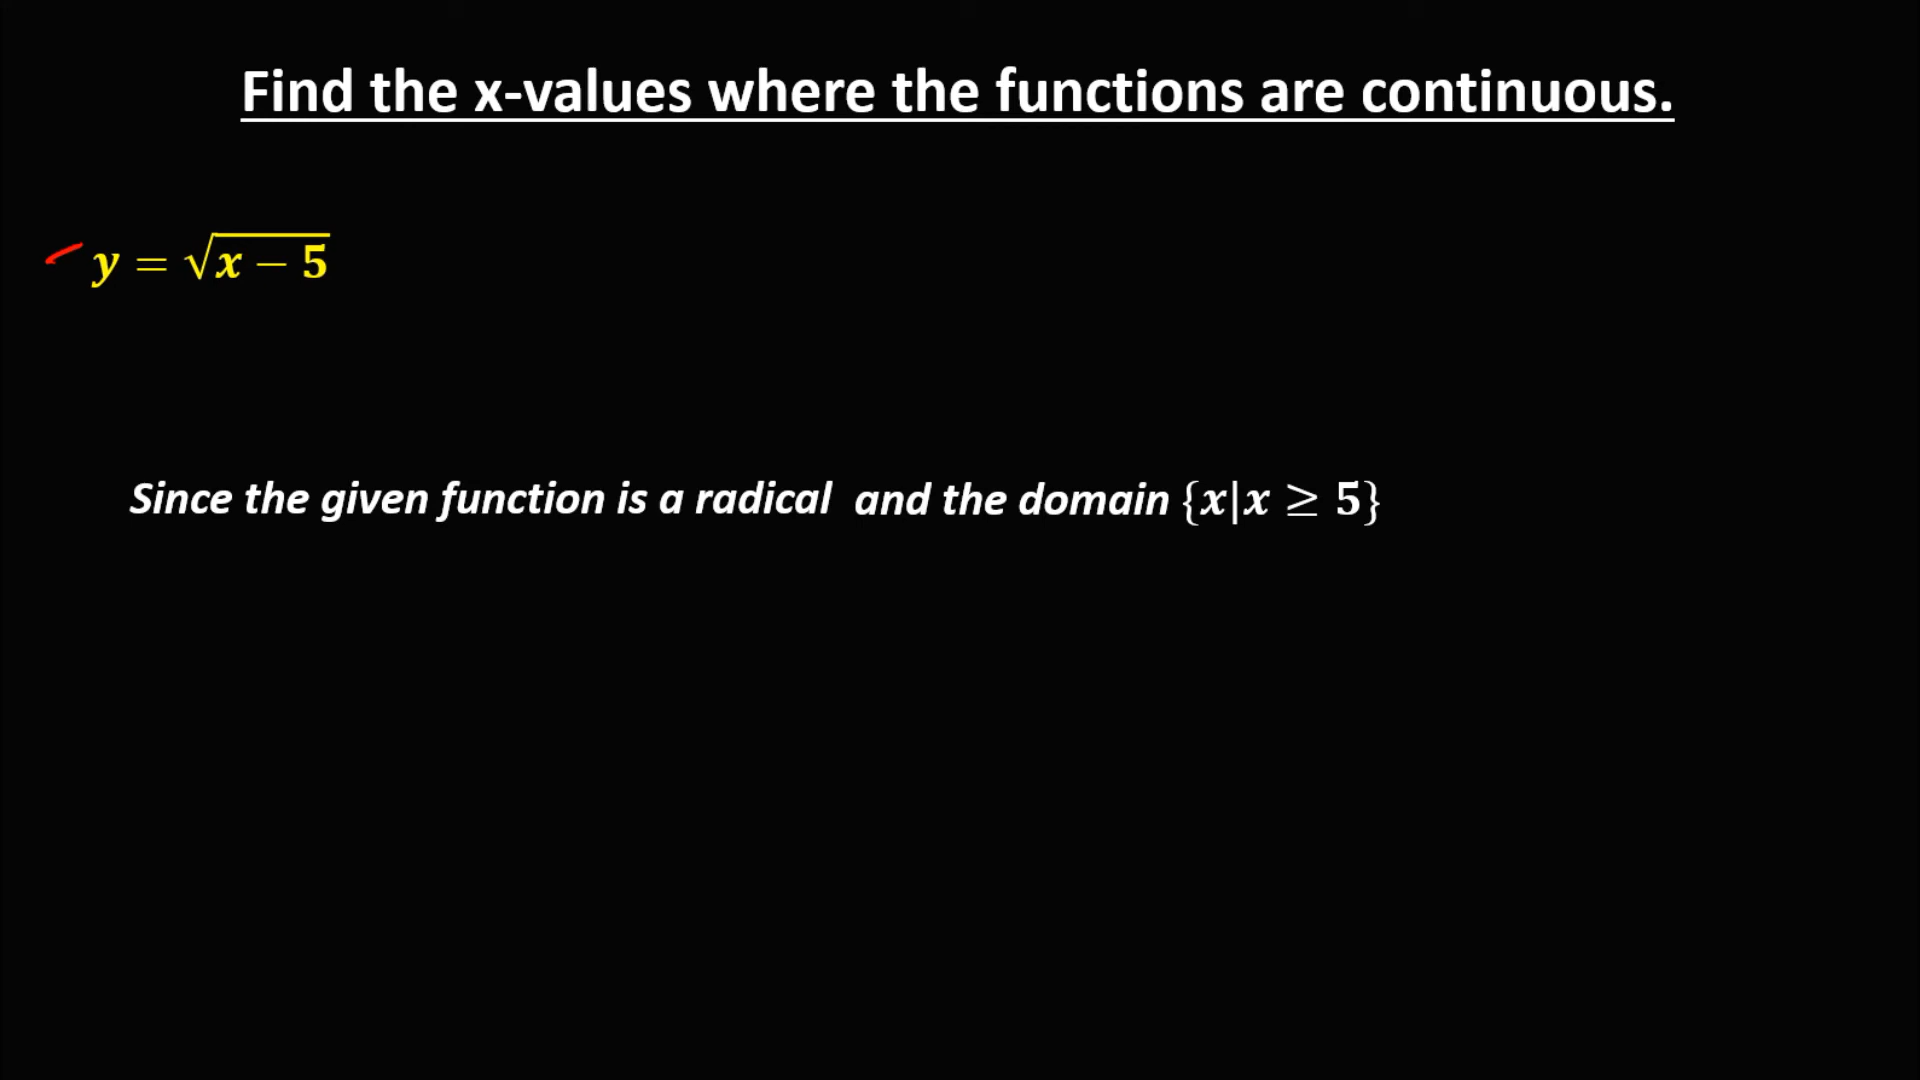 Find the x-values where the functions are continuous.
y = √x − 5
Since the given function is a radical and the domain {x|x ≥ 5}